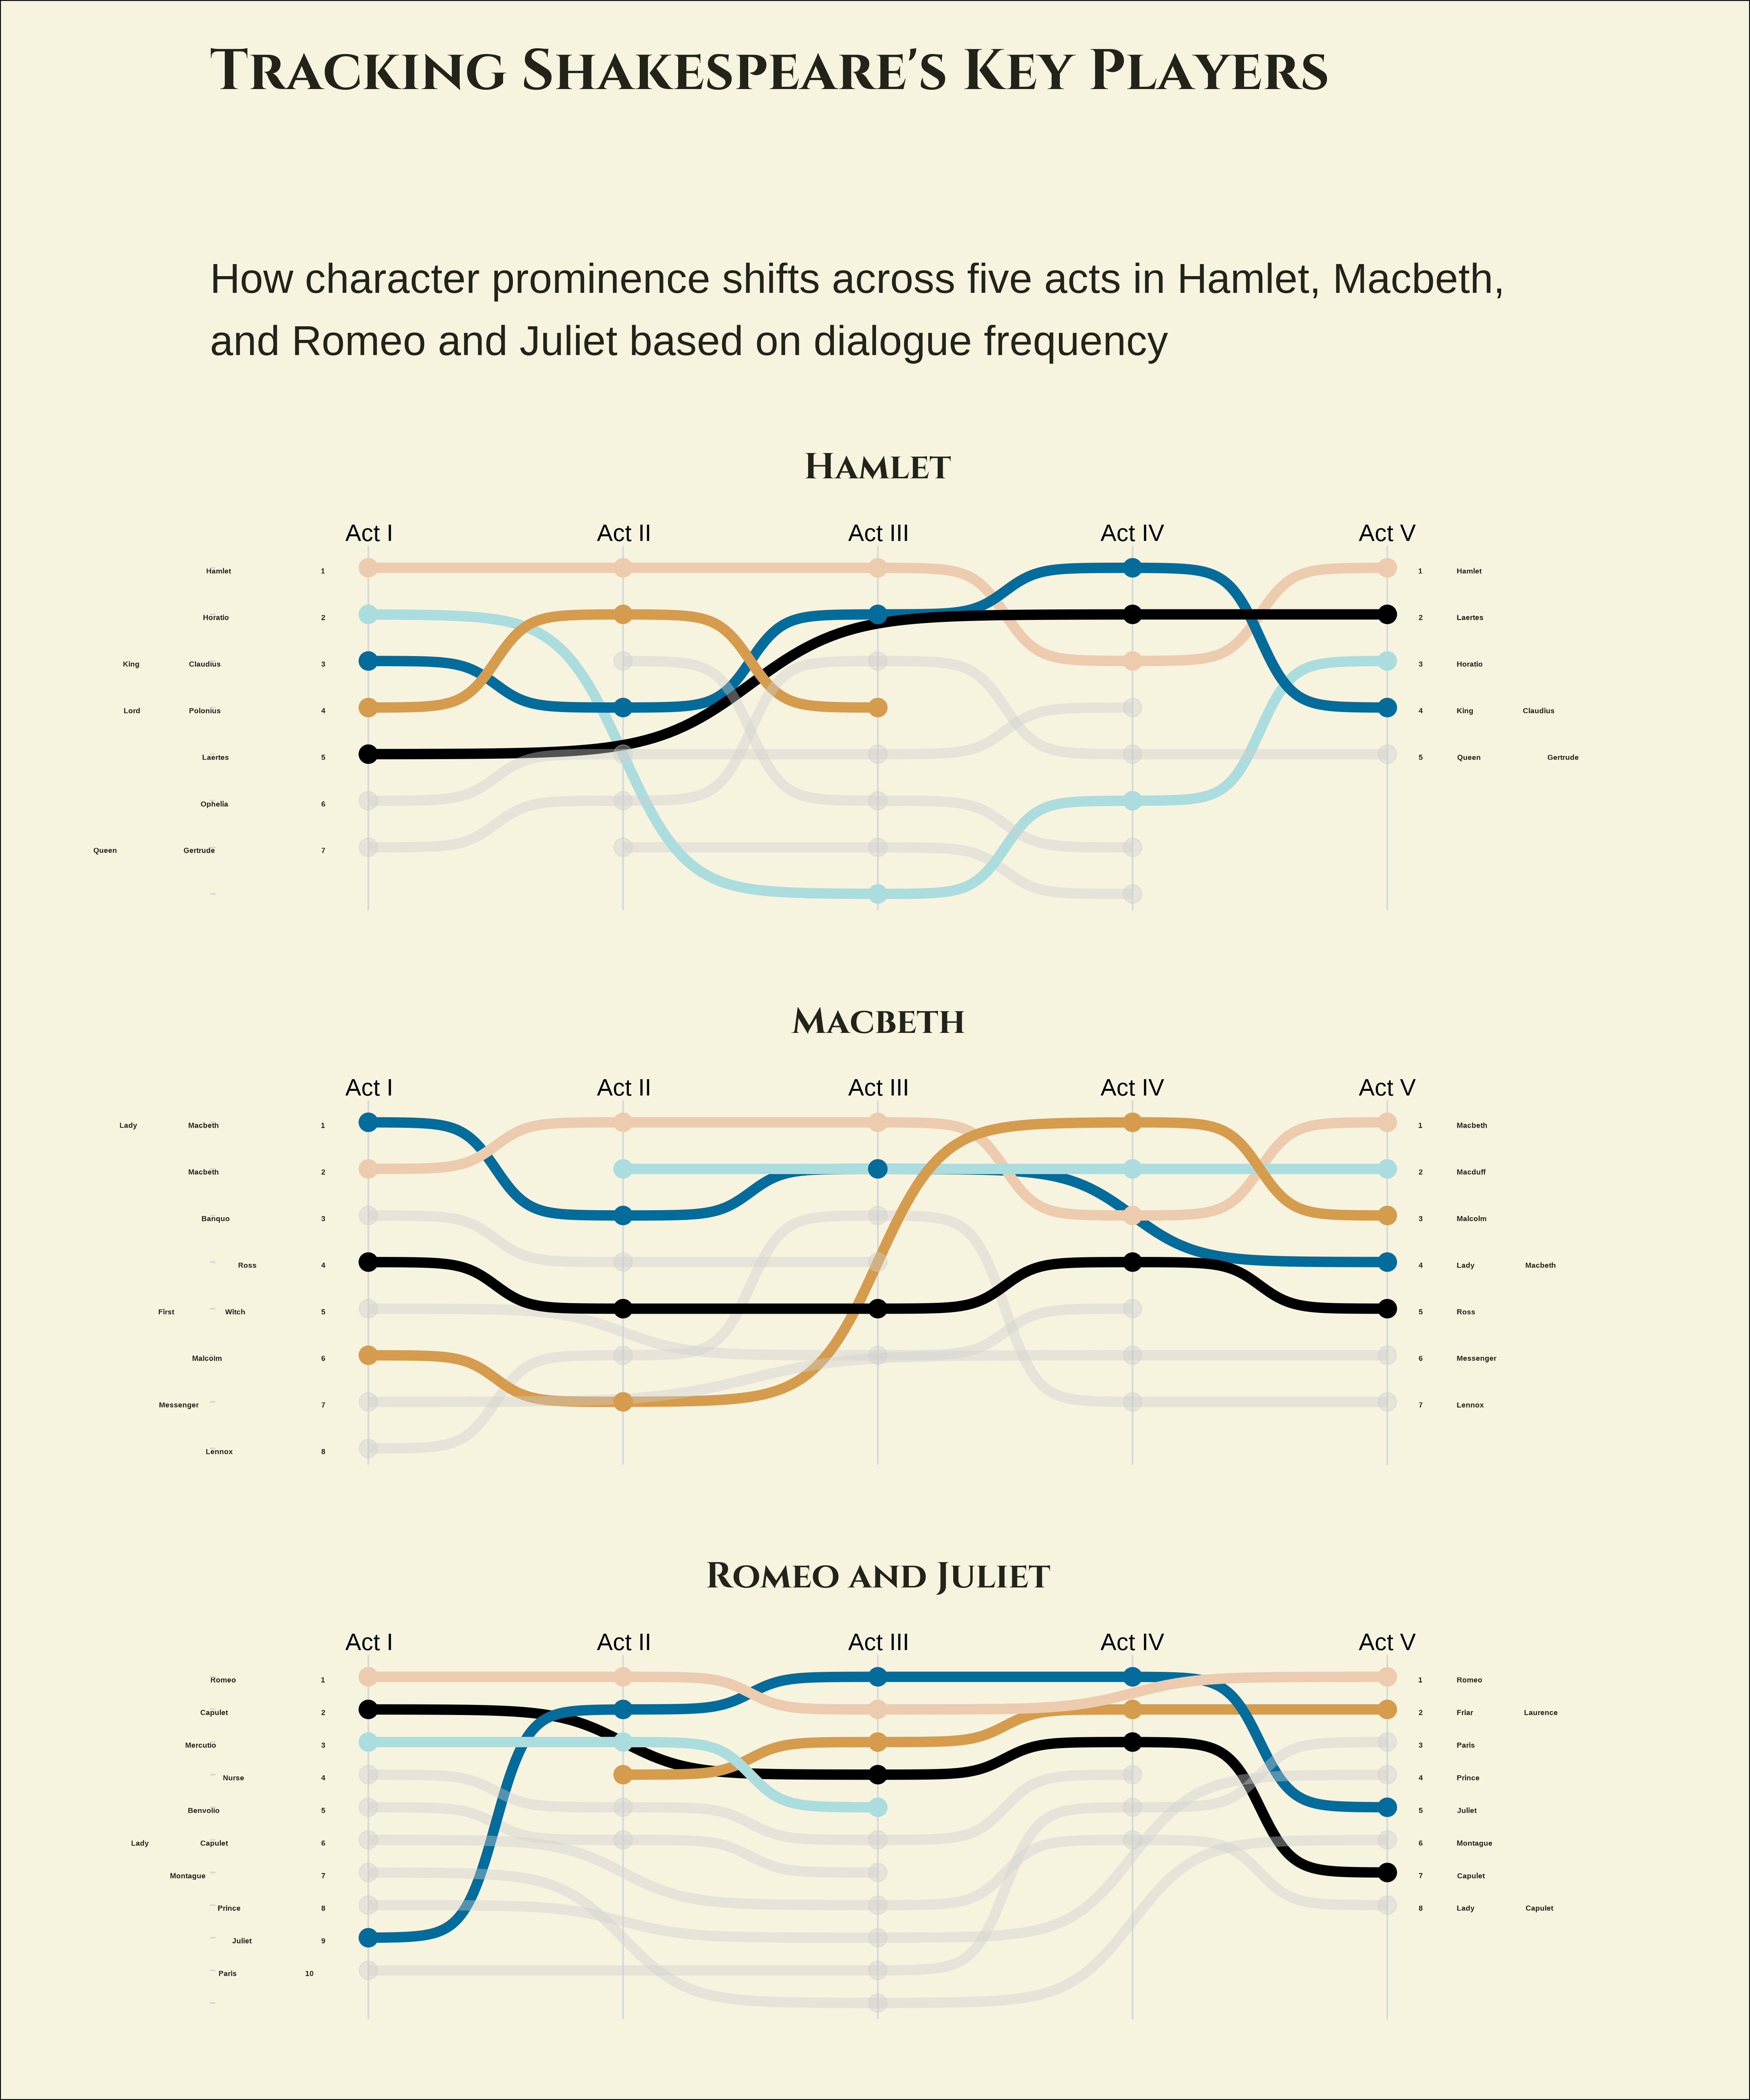 Tracking Shakespeare's Key Players
How character prominence shifts across five acts in Hamlet, Macbeth,
and Romeo and Juliet based on dialogue frequency
Hamlet
Act I Act II Act III Act IV Act V
Hamlet 1 1 Hamlet
Horatio 2 2 Laertes
King Claudius 3 3 Horatio
Lord Polonius 4 4 King Claudius
Laertes 5 5 Queen Gertrude
Ophelia 6
Queen Gertrude 7
Macbeth
Act I Act II Act III Act IV Act V
Lady Macbeth 1 1 Macbeth
Macbeth 2 2 Macduff
Banquo 3 3 Malcolm
Ross 4 4 Lady Macbeth
First Witch 5 5 Ross
Malcolm 6 6 Messenger
Messenger 7 7 Lennox
Lennox 8
Romeo and Juliet
Act I Act II Act III Act IV Act V
Romeo 1 1 Romeo
Capulet 2 2 Friar Laurence
Mercutio 3 3 Paris
Nurse 4 4 Prince
Benvolio 5 5 Juliet
Lady Capulet 6 6 Montague
Montague 7 7 Capulet
Prince 8 8 Lady Capulet
Juliet 9
Paris 10